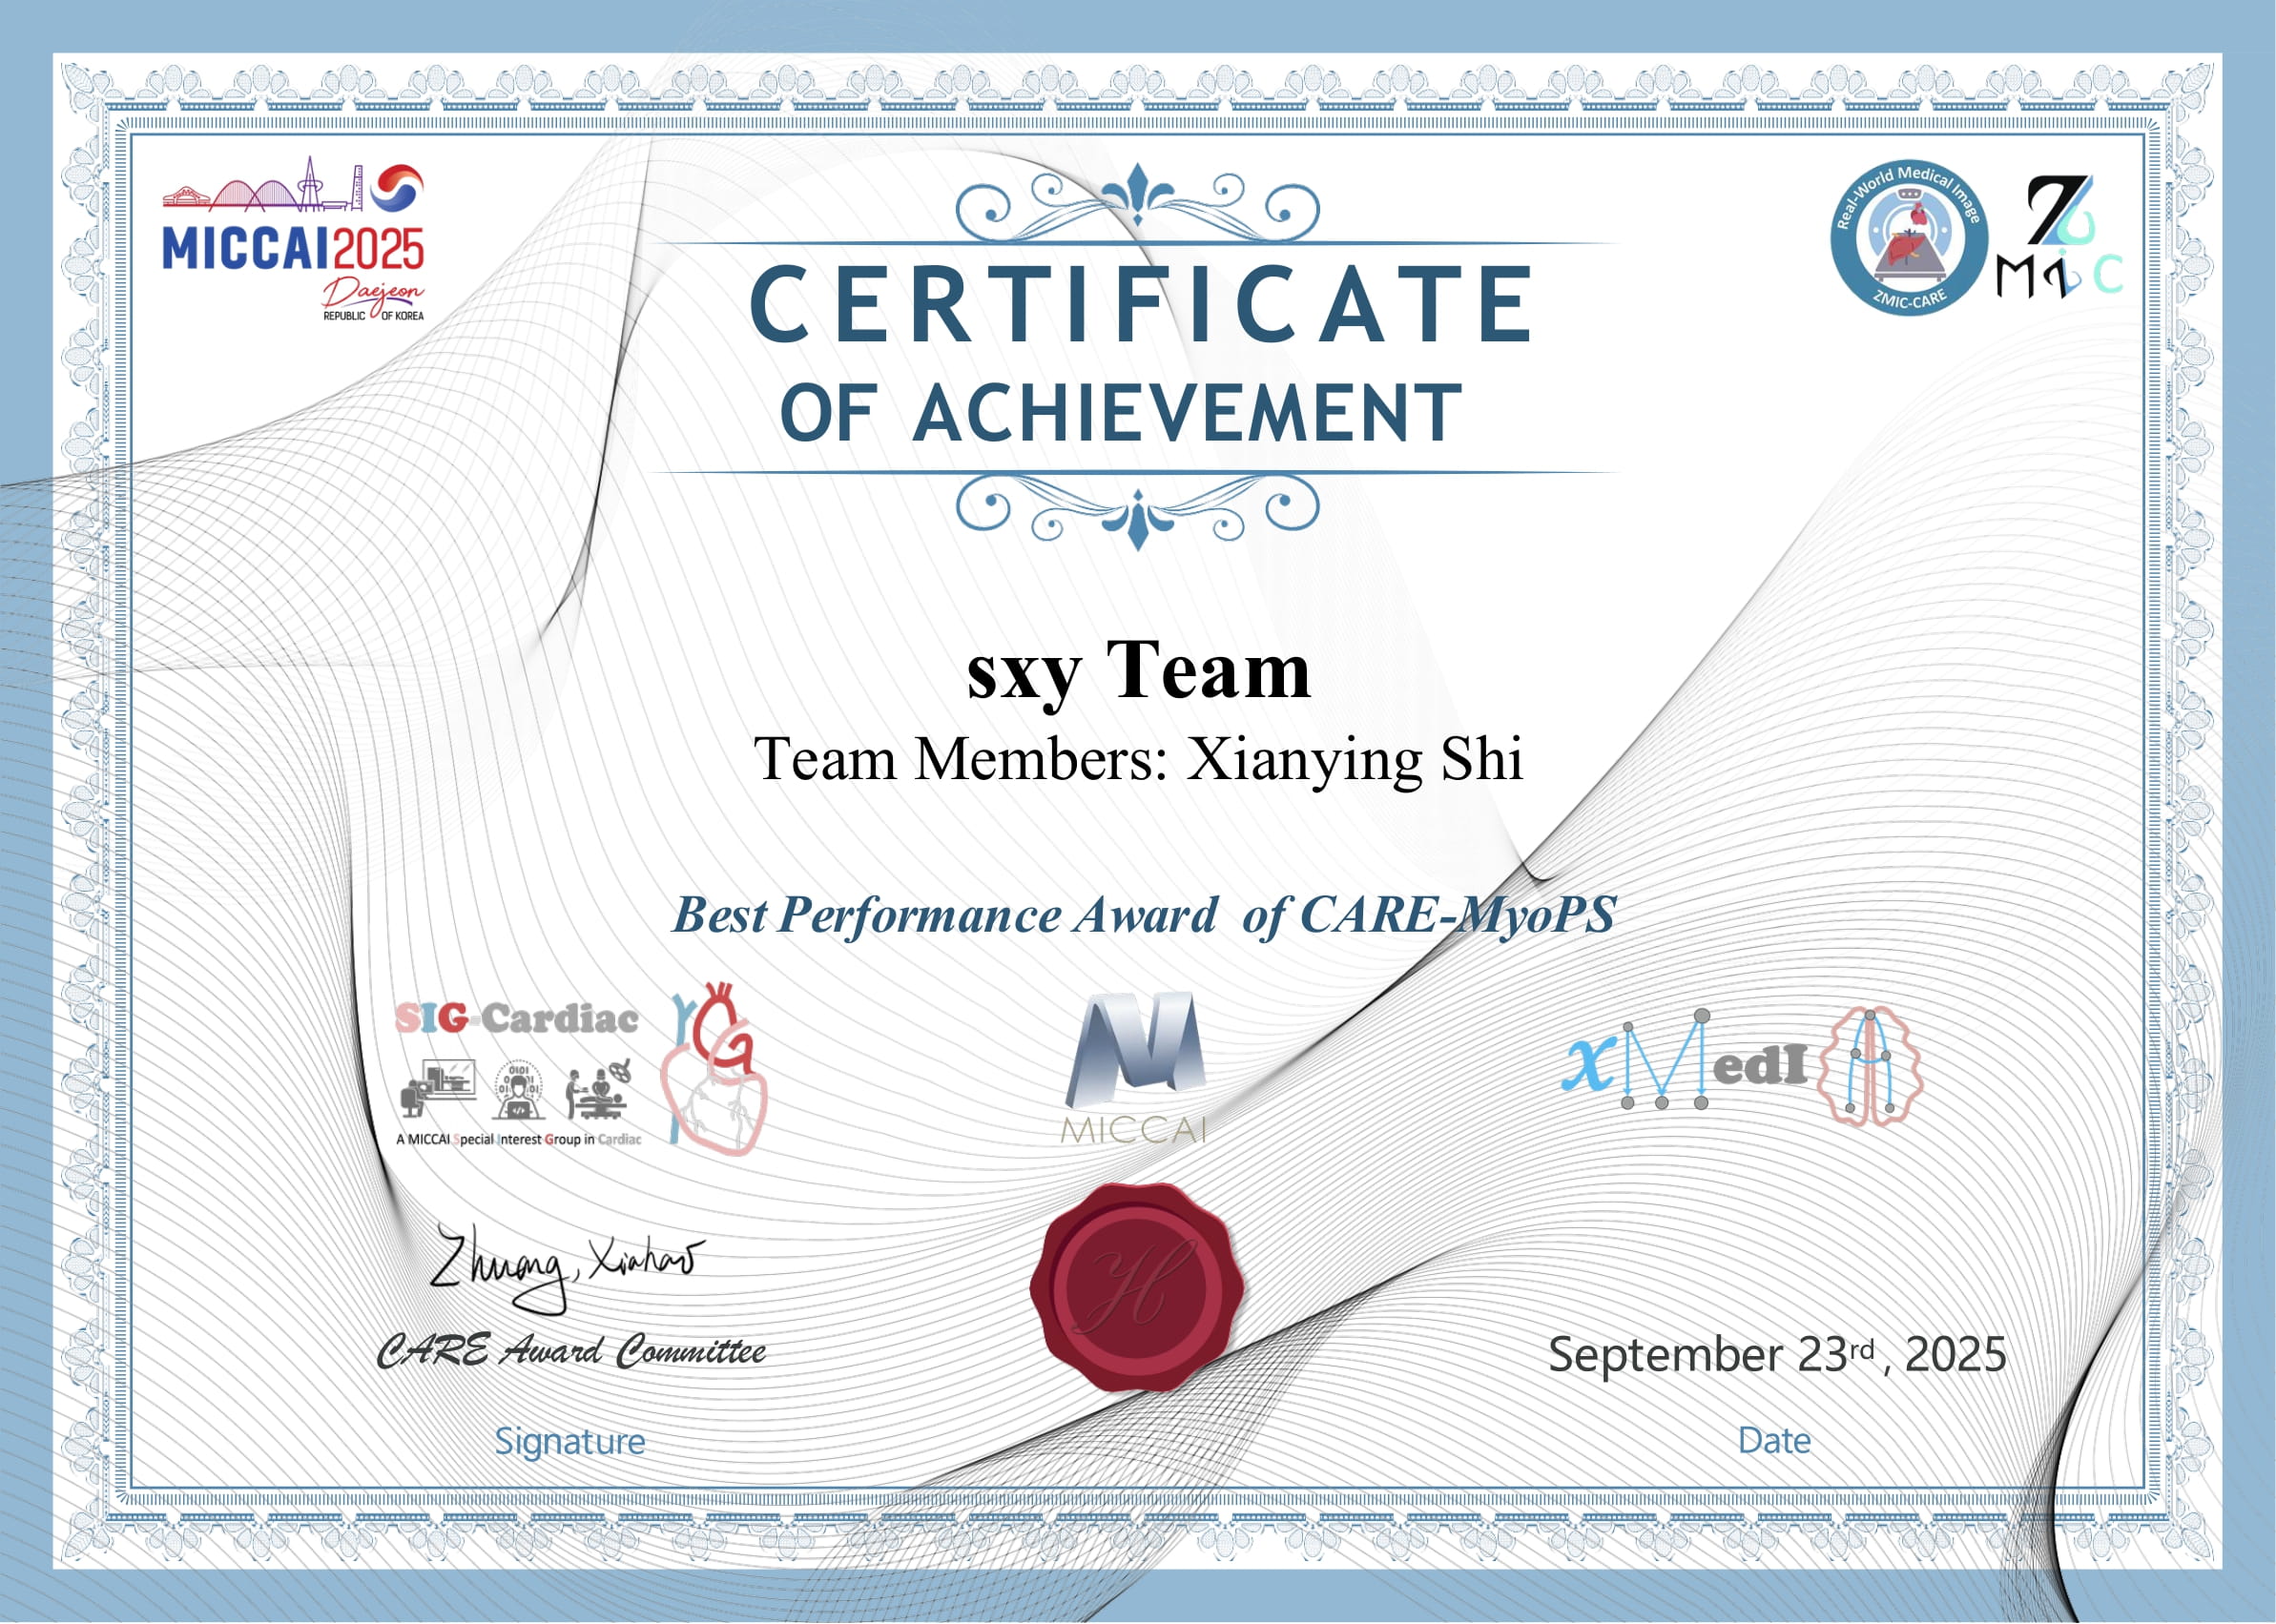 MICCAI2025
Daejeon
REPUBLIC OF KOREA
Real-World Medical Image
ZMIC-CARE
ZMIC
CERTIFICATE
OF ACHIEVEMENT
sxy Team
Team Members: Xianying Shi
Best Performance Award of CARE-MyoPS
SIG-Cardiac
A MICCAI Special Interest Group in Cardiac
MICCAI
xMedIA
Zhuang, Xiahai
CARE Award Committee
Signature
September 23rd, 2025
Date